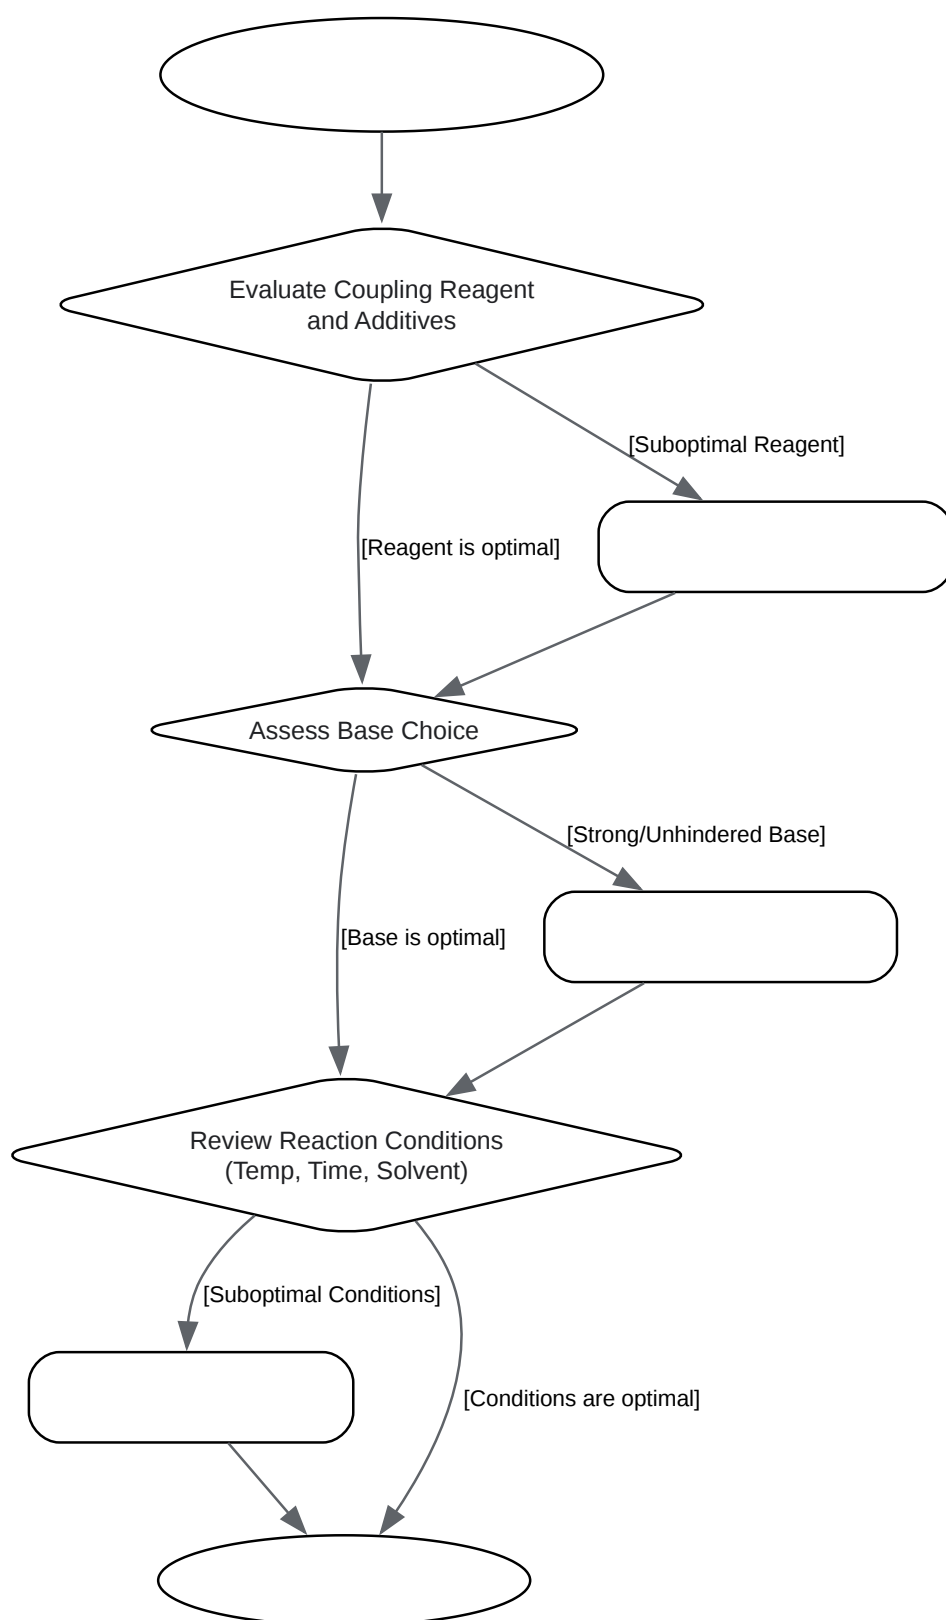 Evaluate Coupling Reagent
and Additives
[Suboptimal Reagent]
[Reagent is optimal]
Assess Base Choice
[Strong/Unhindered Base]
[Base is optimal]
Review Reaction Conditions
(Temp, Time, Solvent)
[Suboptimal Conditions]
[Conditions are optimal]